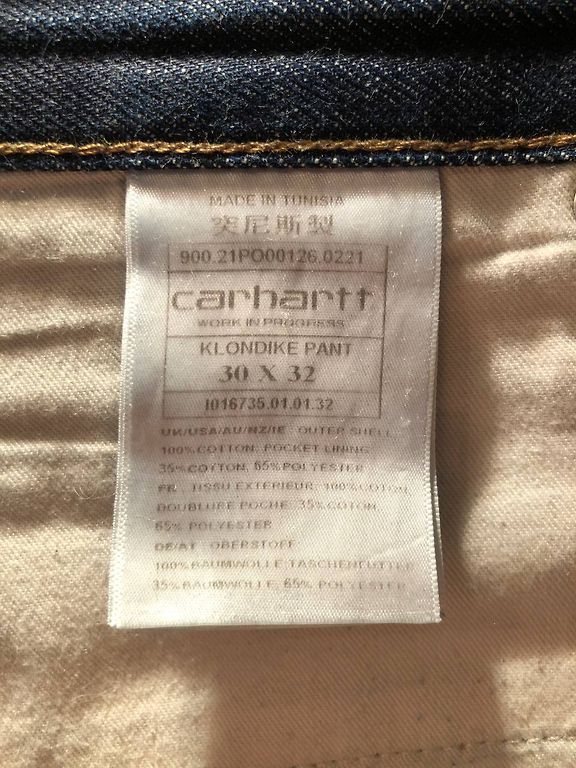 MADE IN TUNISIA
突尼斯製
900.21PO00126.0221
carhartt
WORK IN PROGRESS
KLONDIKE PANT
30 X 32
I016735.01.01.32
UK/USA/AU/NZ/IE : OUTER SHELL
100% COTTON; POCKET LINING
35% COTON, 65% POLYESTER
FR : TISSU EXTERIEUR: 100% COTON,
DOUBLURE POCHE: 35% COTON
65% POLYESTER
DE/AT : OBERSTOFF
100% BAUMWOLLE; TASCHENFUTTER
35% BAUMWOLLE, 65% POLYESTER